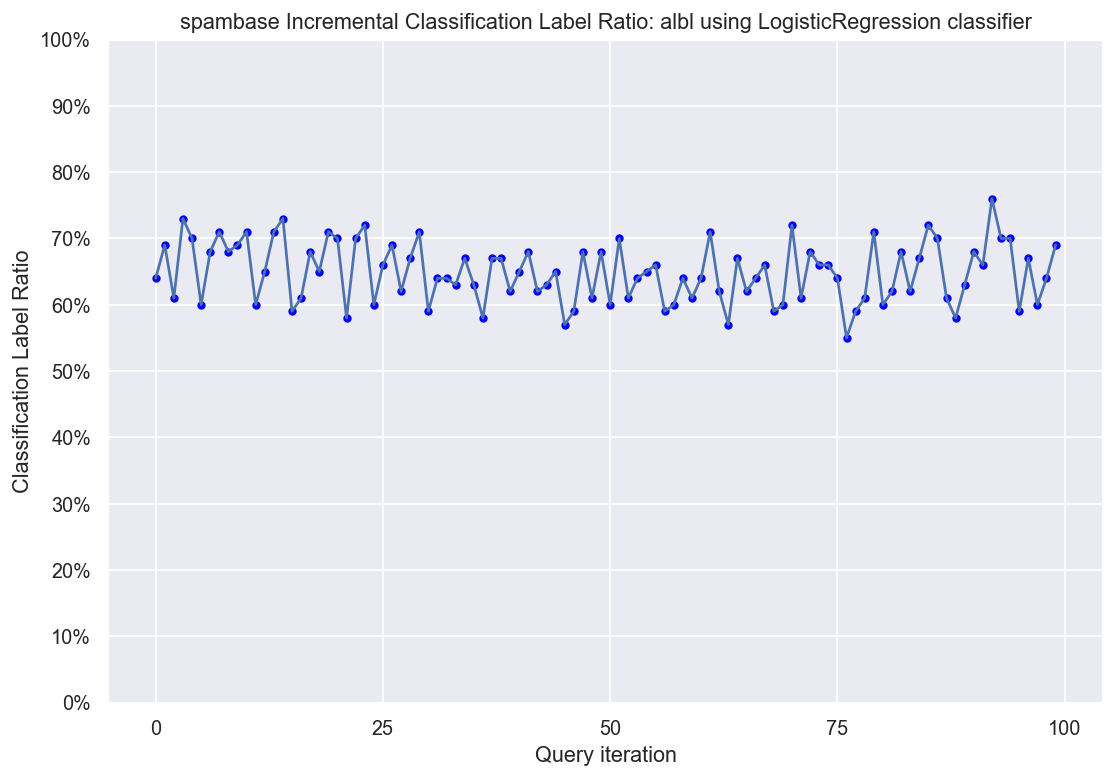 spambase Incremental Classification Label Ratio: albl using LogisticRegression classifier
100%
90%
80%
70%
60%
50%
40%
30%
20%
10%
0%
Classification Label Ratio
0 25 50 75 100
Query iteration